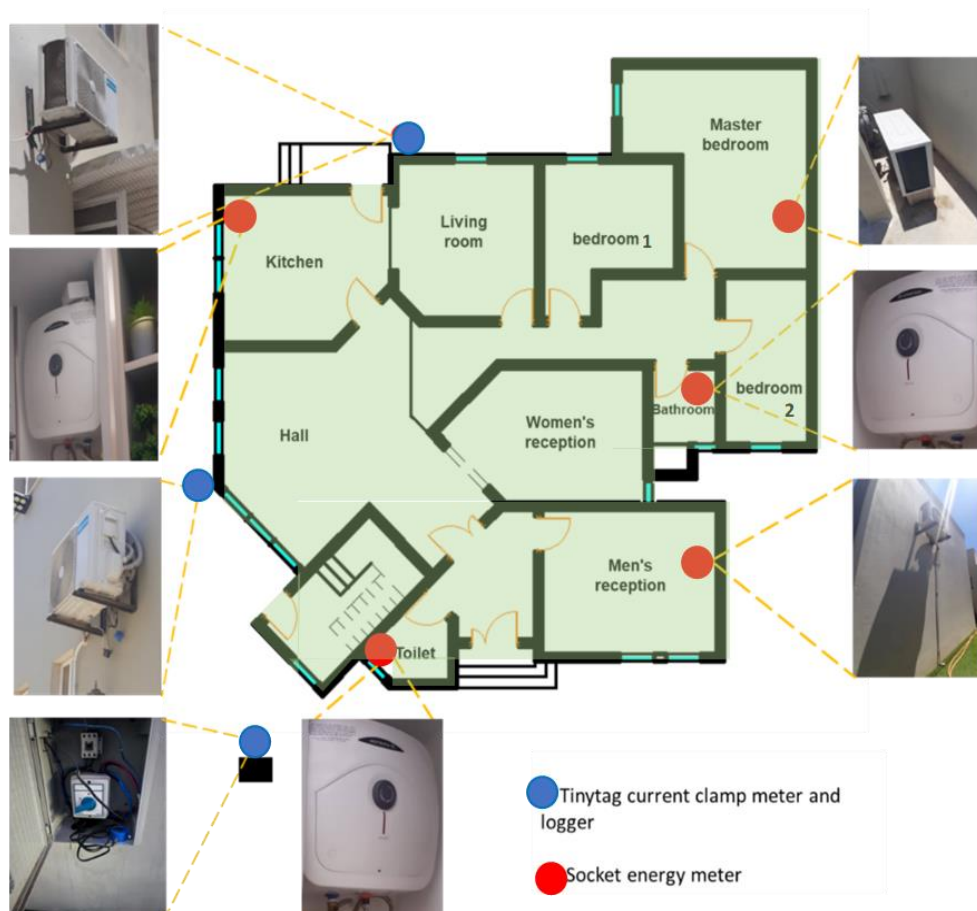 Master
bedroom
Living
room
bedroom 1
Kitchen
bedroom
2
Bathroom
Women's
reception
Hall
Men's
reception
Toilet
Tinytag current clamp meter and
logger
Socket energy meter